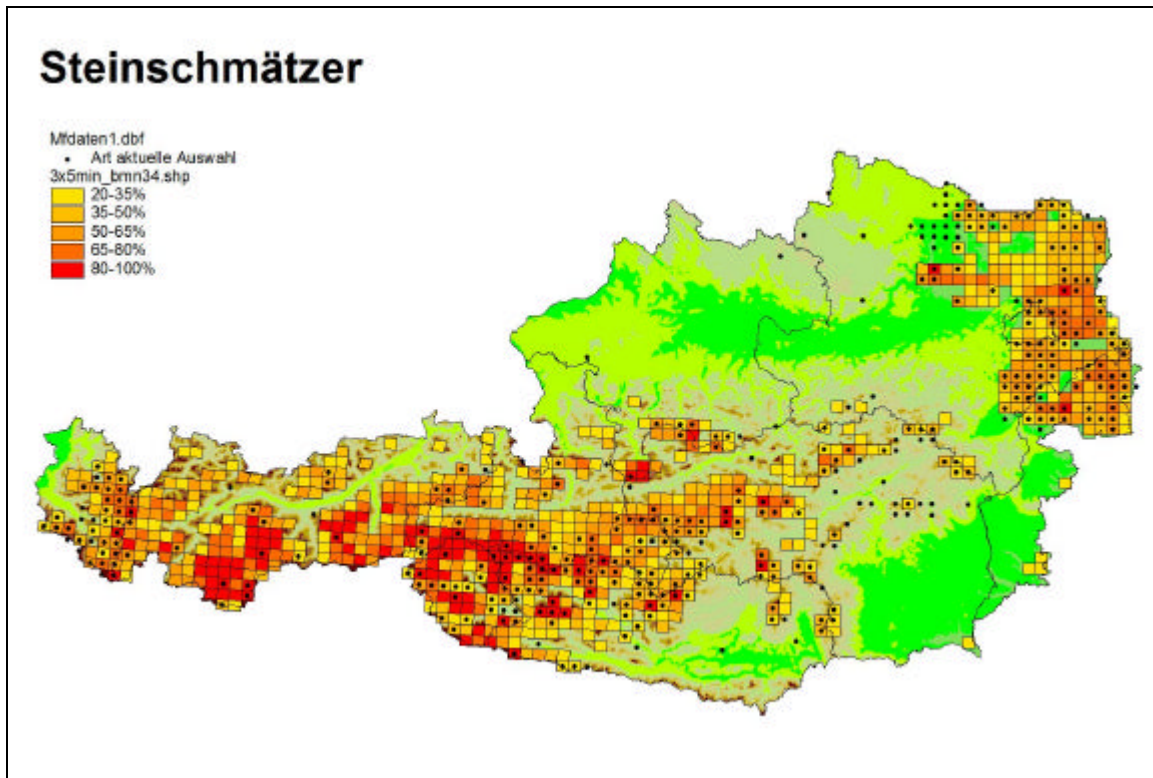 Steinschmätzer
Mfdaten1.dbf
Art aktuelle Auswahl
3x5min_bmn34.shp
20-35%
35-50%
50-65%
65-80%
80-100%